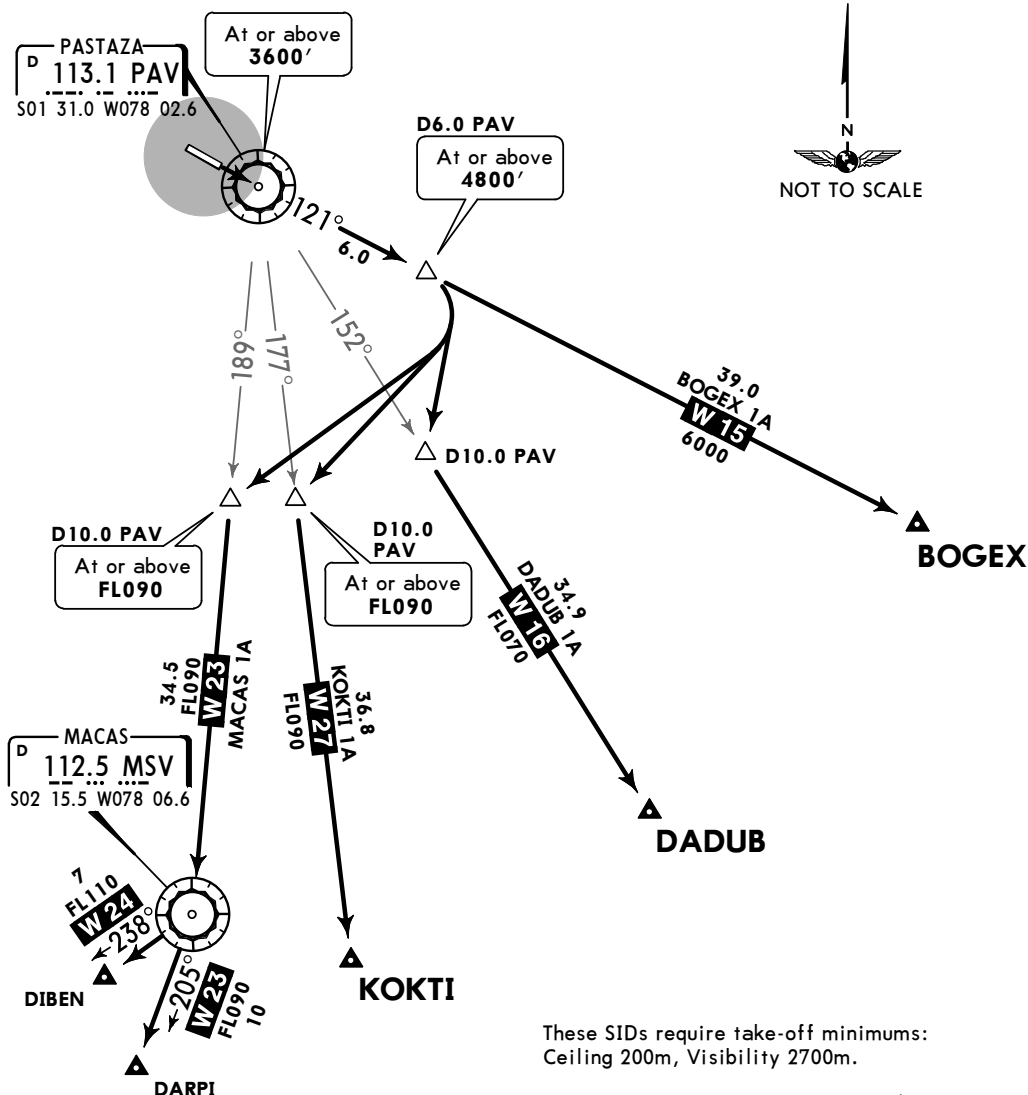 PASTAZA
D 113.1 PAV
S01 31.0 W078 02.6
At or above
3600'
D6.0 PAV
At or above
4800'
N
NOT TO SCALE
121°
6.0
189°
177°
152°
39.0
BOGEX 1A
W 15
6000
BOGEX
D10.0 PAV
D10.0 PAV
At or above
FL090
D10.0
PAV
At or above
FL090
34.9
DADUB 1A
W 16
FL070
DADUB
34.5
FL090
W 23
MACAS 1A
36.8
KOKTI 1A
W 27
FL090
KOKTI
MACAS
D 112.5 MSV
S02 15.5 W078 06.6
7
FL110
W 24
238°
DIBEN
205°
W 23
FL090
10
DARPI
These SIDs require take-off minimums:
Ceiling 200m, Visibility 2700m.